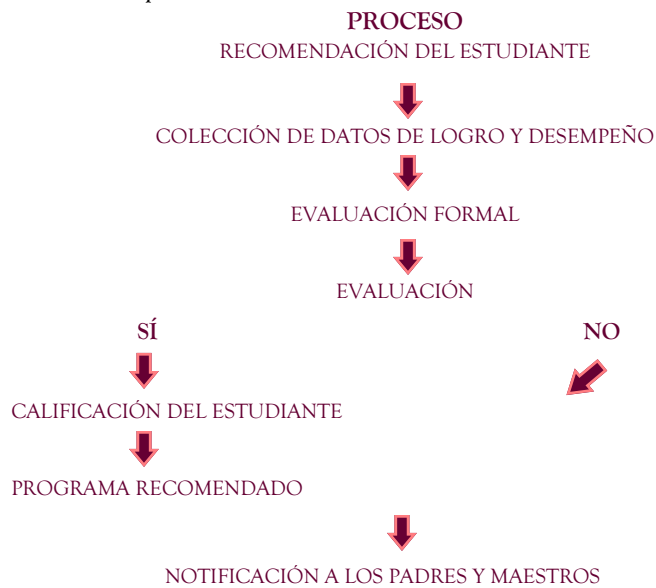 PROCESO
RECOMENDACIÓN DEL ESTUDIANTE
COLECCIÓN DE DATOS DE LOGRO Y DESEMPEÑO
EVALUACIÓN FORMAL
EVALUACIÓN
SÍ NO
CALIFICACIÓN DEL ESTUDIANTE
PROGRAMA RECOMENDADO
NOTIFICACIÓN A LOS PADRES Y MAESTROS